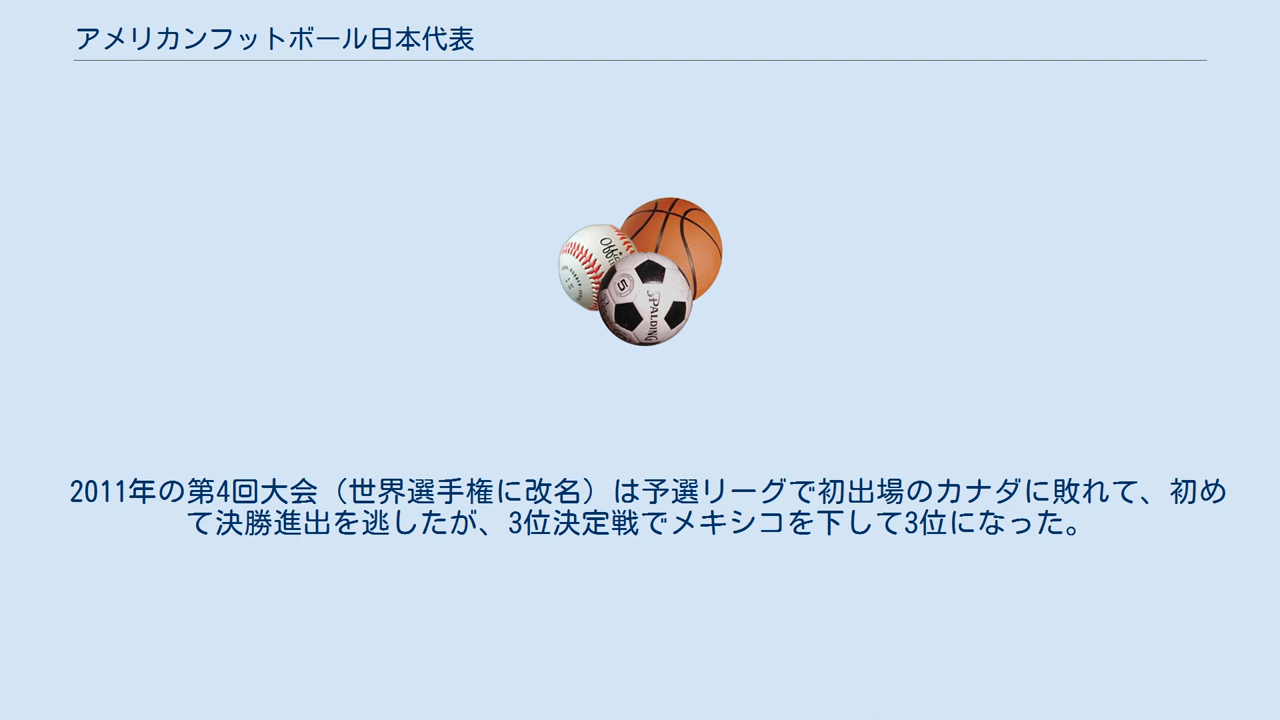 アメリカンフットボール日本代表
Offic
5
SPALDING
2011年の第4回大会（世界選手権に改名）は予選リーグで初出場のカナダに敗れて、初め
て決勝進出を逃したが、3位決定戦でメキシコを下して3位になった。